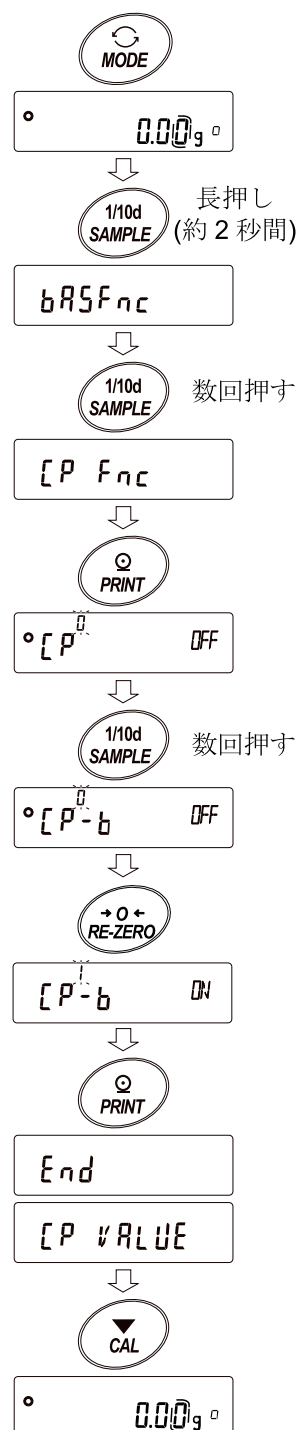 MODE
0.00g
1/10d
SAMPLE
長押し
(約 2 秒間)
bASFnc
1/10d
SAMPLE
数回押す
CP Fnc
PRINT
0
CP OFF
1/10d
SAMPLE
数回押す
0
CP-b OFF
→ O ←
RE-ZERO
1
CP-b ON
PRINT
End
CP VALUE
CAL
0.00g